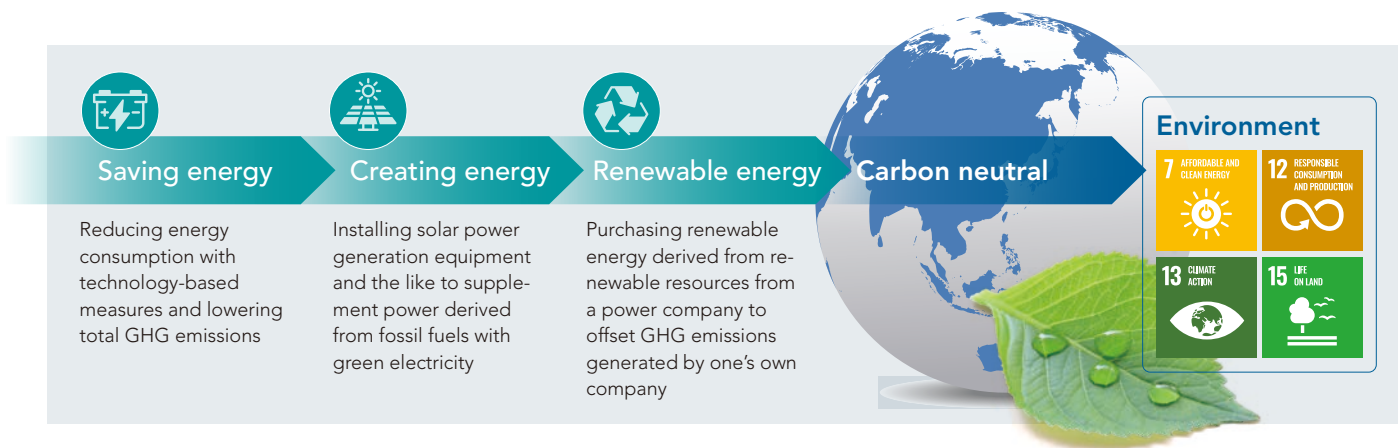 Saving energy
Reducing energy
consumption with
technology-based
measures and lowering
total GHG emissions
Creating energy
Installing solar power
generation equipment
and the like to supple-
ment power derived
from fossil fuels with
green electricity
Renewable energy
Purchasing renewable
energy derived from re-
newable resources from
a power company to
offset GHG emissions
generated by one’s own
company
Carbon neutral
Environment
7 AFFORDABLE AND
CLEAN ENERGY
12 RESPONSIBLE
CONSUMPTION
AND PRODUCTION
13 CLIMATE
ACTION
15 LIFE
ON LAND